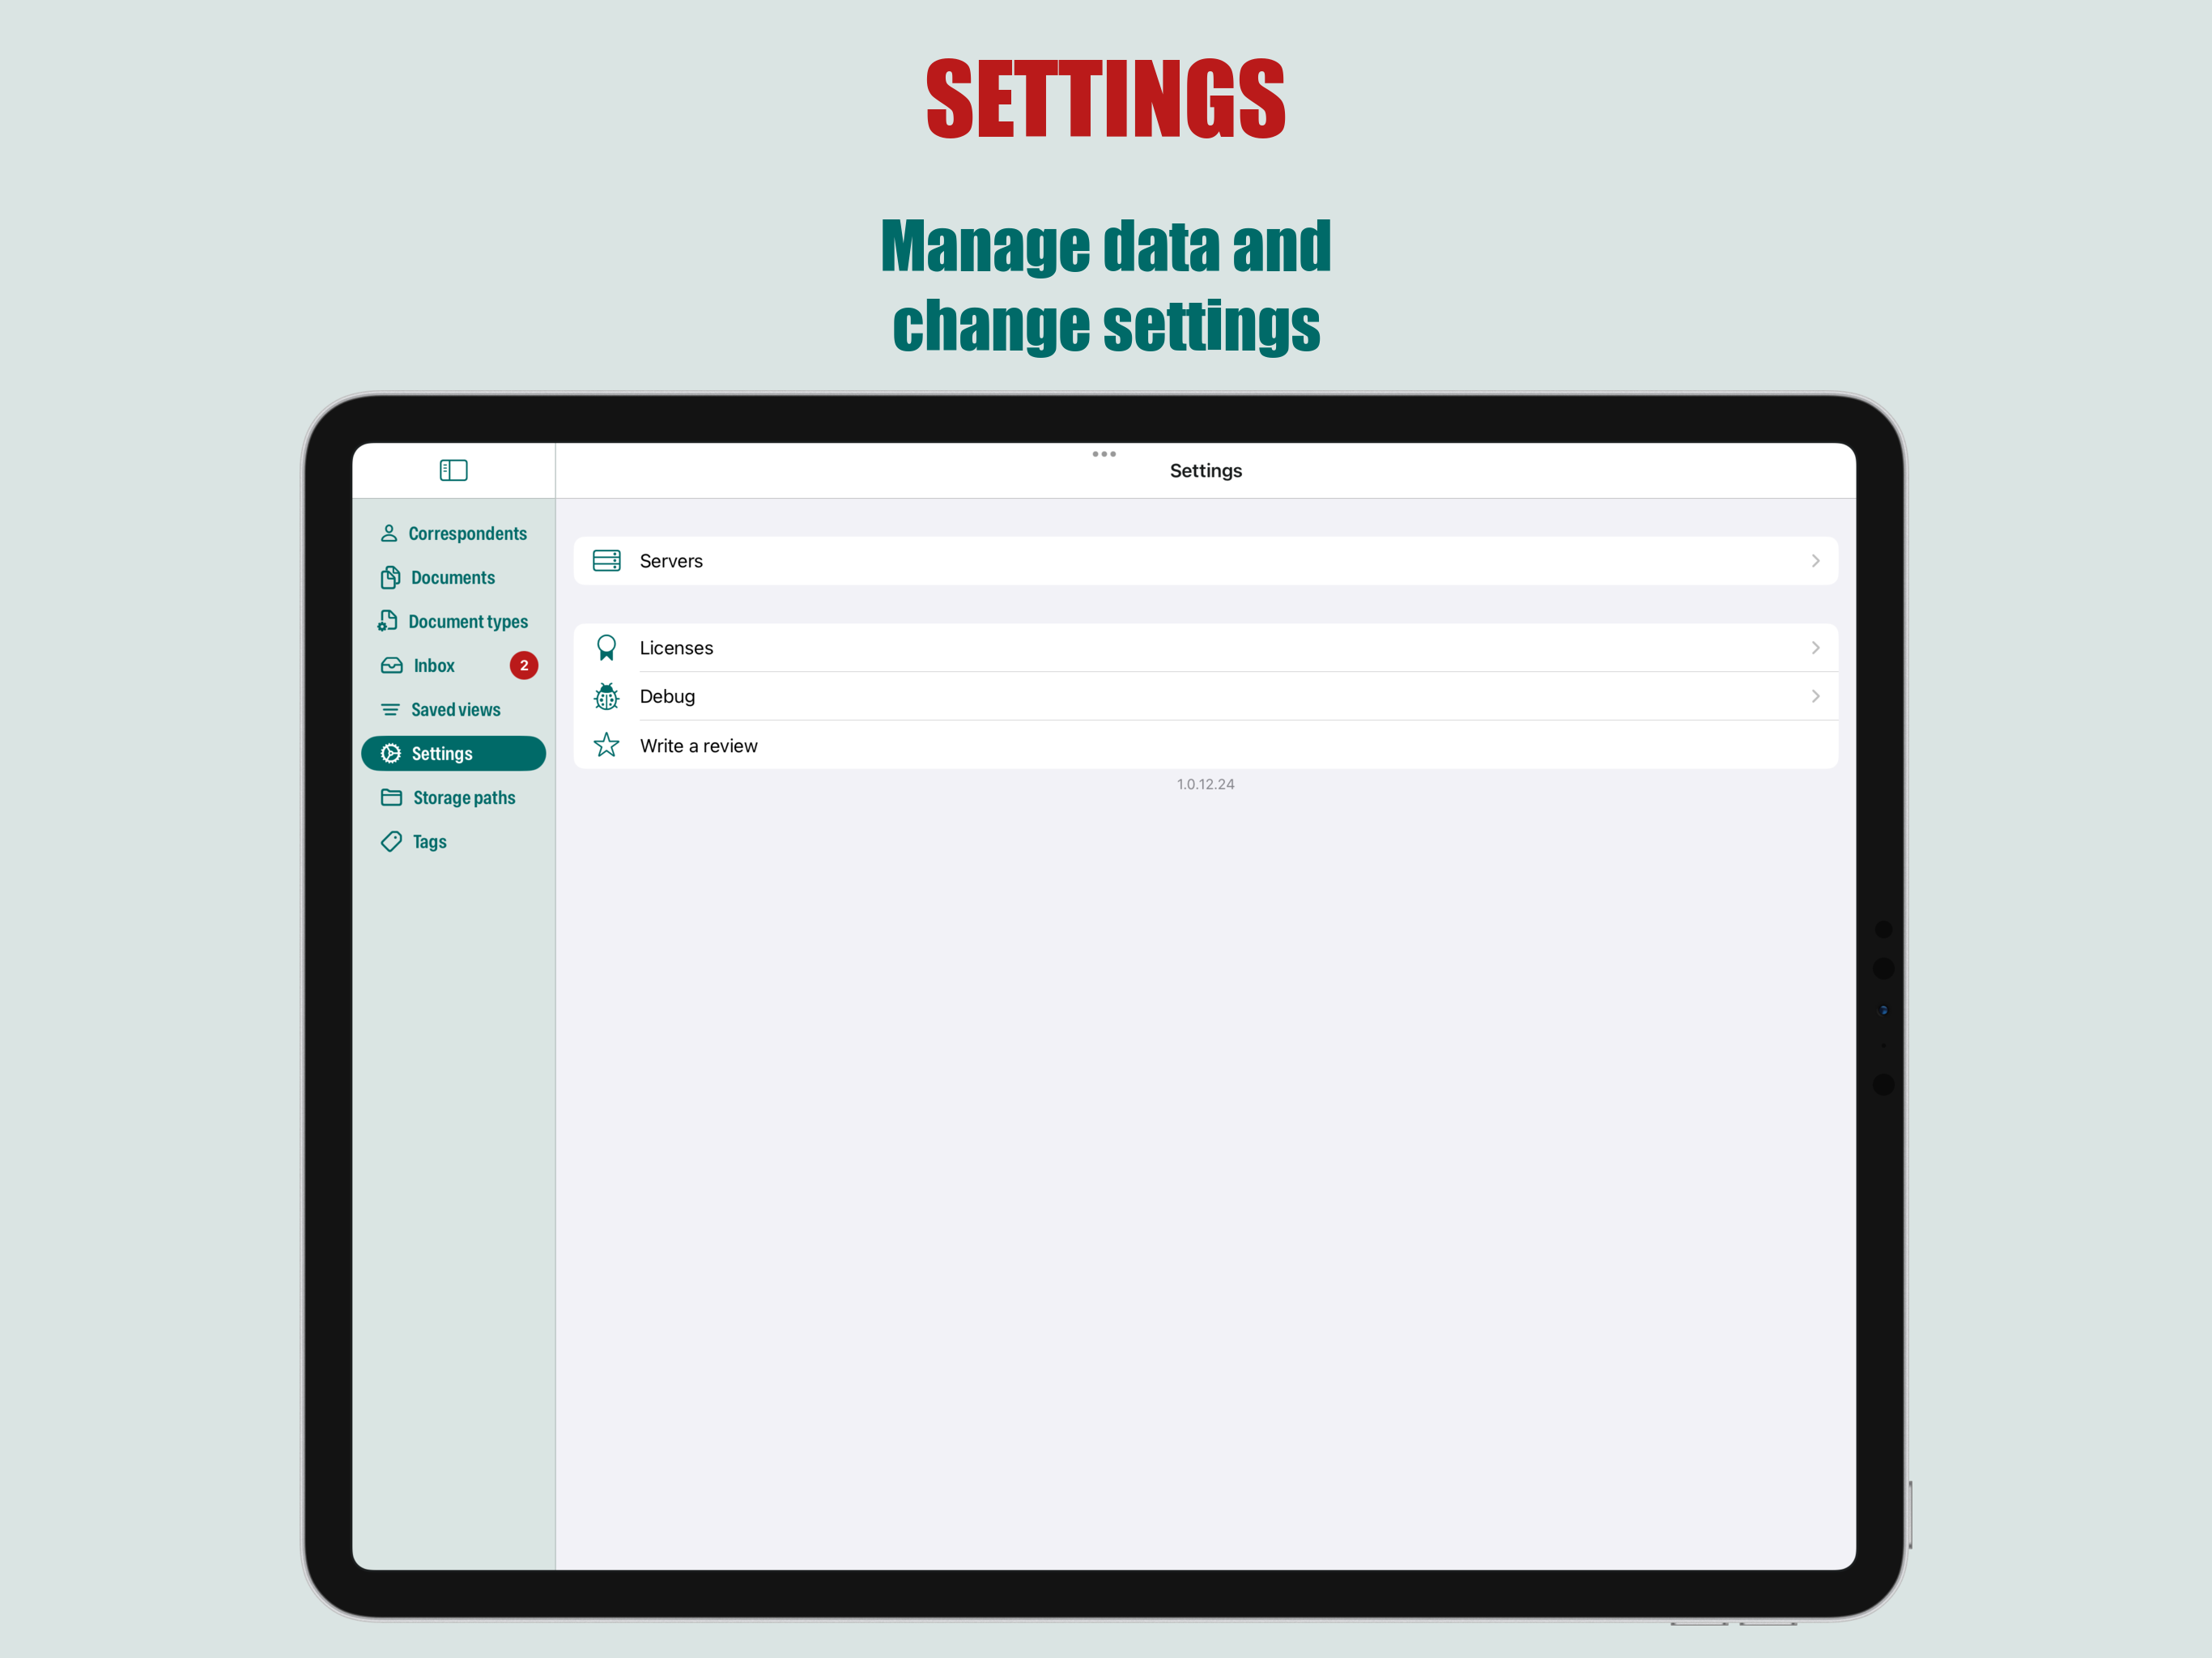 SETTINGS
Manage data and
change settings
Settings
Correspondents
Documents
Document types
Inbox 2
Saved views
Settings
Storage paths
Tags
Servers
Licenses
Debug
Write a review
1.0.12.24